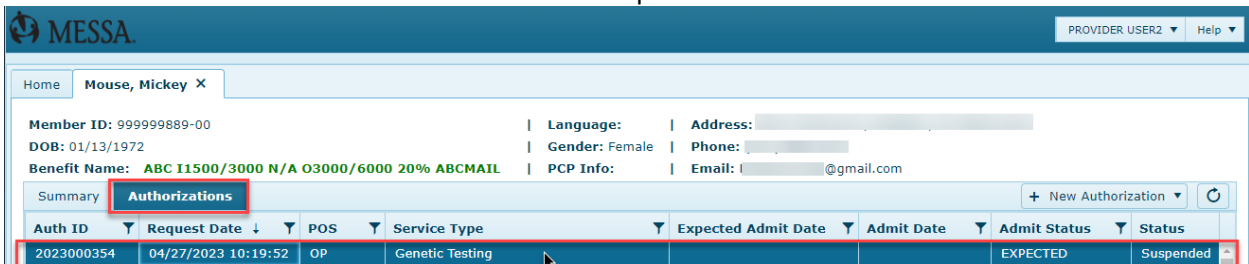 MESSA.
PROVIDER USER2 ▼ Help ▼
Home Mouse, Mickey X
Member ID: 999999889-00 | Language: | Address:
DOB: 01/13/1972 | Gender: Female | Phone:
Benefit Name: ABC I1500/3000 N/A O3000/6000 20% ABCMAIL | PCP Info: | Email: @gmail.com
Summary Authorizations + New Authorization ▼
Auth ID Request Date ↓ POS Service Type Expected Admit Date Admit Date Admit Status Status
2023000354 04/27/2023 10:19:52 OP Genetic Testing EXPECTED Suspended